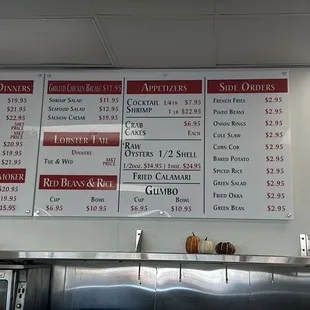 Dinners
$19.95
$21.95
$22.95
Mkt
Price
Mkt
Price
$19.95
$21.95
moker
$20.95
$19.95
$15.95
Grilled Chicken Breast $11.95
Shrimp Salad $11.95
Seafood Salad $12.95
Salmon Caesar $19.95
Lobster Tail
Dinners
Tue & Wed
Mkt
Price
Red Beans & Rice
Cup Bowl
$6.95 $10.95
Appetizers
Cocktail 1/4 lb $7.95
Shrimp 1 lb $22.95
Crab $6.95
Cakes Each
Raw
Oysters 1/2 Shell
1/2doz. $14.95 | 1doz. $24.95
Fried Calamari
Gumbo
Cup Bowl
$6.95 $10.95
Side Orders
French Fries $2.95
Pinto Beans $2.95
Onion Rings $2.95
Cole Slaw $2.95
Corn Cob $2.95
Baked Potato $2.95
Spiced Rice $2.95
Green Salad $2.95
Fried Okra $2.95
Green Bean $2.95